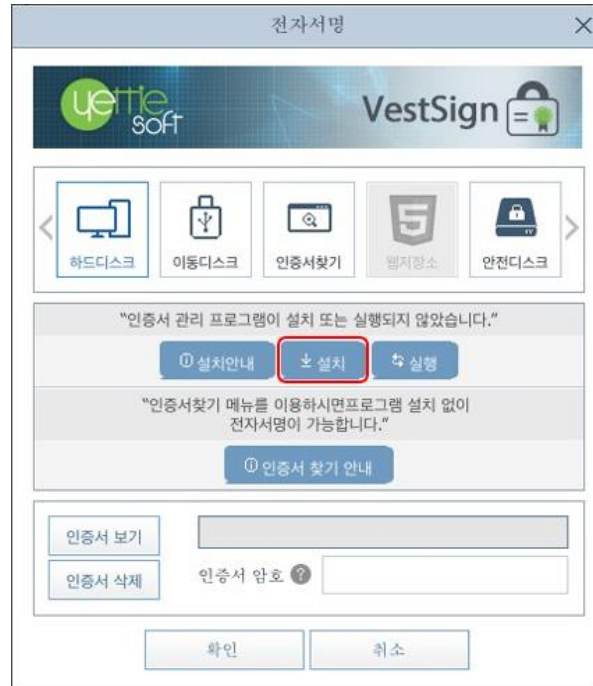 전자서명
yettie
soft
VestSign
하드디스크
이동디스크
인증서찾기
웹저장소
안전디스크
"인증서 관리 프로그램이 설치 또는 실행되지 않았습니다."
설치안내
설치
실행
"인증서찾기 메뉴를 이용하시면프로그램 설치 없이
전자서명이 가능합니다."
인증서 찾기 안내
인증서 보기
인증서 삭제
인증서 암호 ?
확인
취소